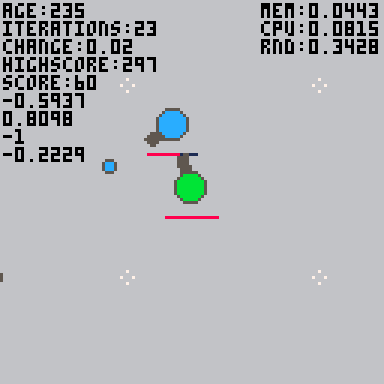 AGE:235
ITERATIONS:23
CHANGE:0.02
HIGHSCORE:297
SCORE:60
-0.5937
0.8098
-1
-0.2229
MEM:0.0443
CPU:0.0815
RND:0.3428